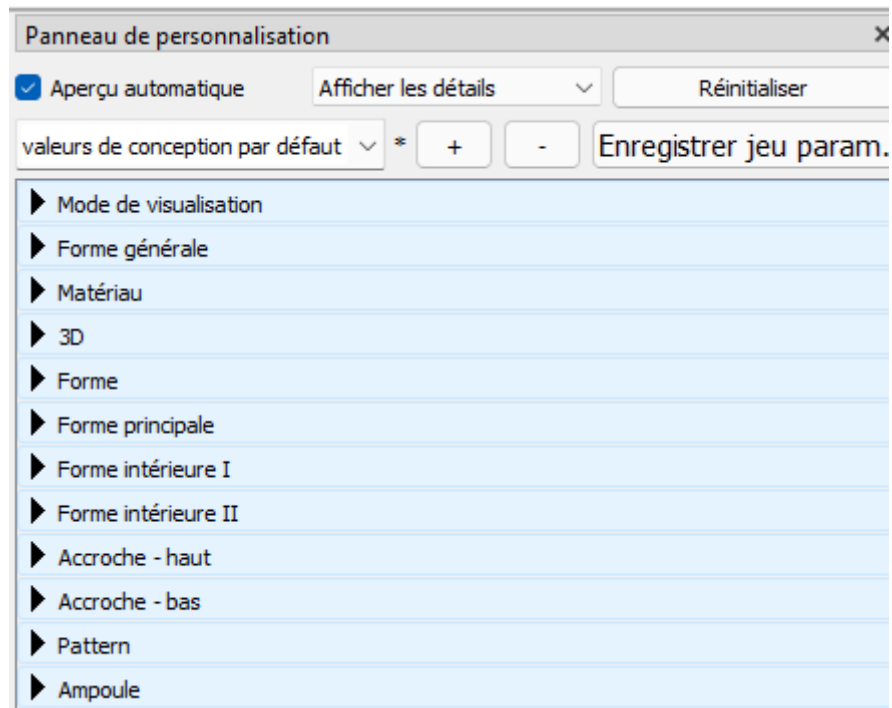 Panneau de personnalisation
Aperçu automatique Afficher les détails Réinitialiser
valeurs de conception par défaut * + - Enregistrer jeu param.
Mode de visualisation
Forme générale
Matériau
3D
Forme
Forme principale
Forme intérieure I
Forme intérieure II
Accroche - haut
Accroche - bas
Pattern
Ampoule